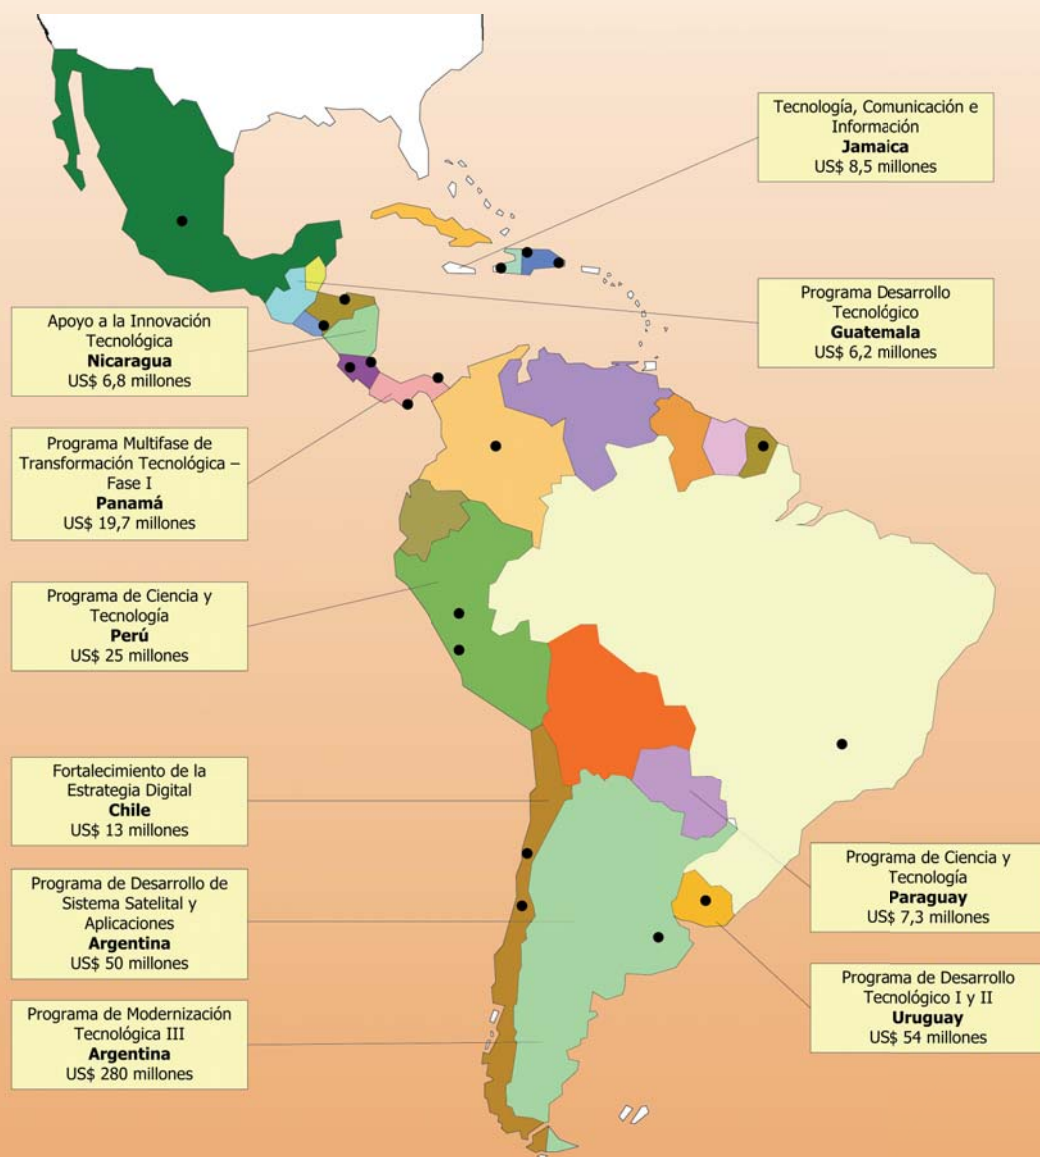 Tecnología, Comunicación e
Información
Jamaica
US$ 8,5 millones
Programa Desarrollo
Tecnológico
Guatemala
US$ 6,2 millones
Apoyo a la Innovación
Tecnológica
Nicaragua
US$ 6,8 millones
Programa Multifase de
Transformación Tecnológica –
Fase I
Panamá
US$ 19,7 millones
Programa de Ciencia y
Tecnología
Perú
US$ 25 millones
Fortalecimiento de la
Estrategia Digital
Chile
US$ 13 millones
Programa de Desarrollo de
Sistema Satelital y
Aplicaciones
Argentina
US$ 50 millones
Programa de Modernización
Tecnológica III
Argentina
US$ 280 millones
Programa de Ciencia y
Tecnología
Paraguay
US$ 7,3 millones
Programa de Desarrollo
Tecnológico I y II
Uruguay
US$ 54 millones